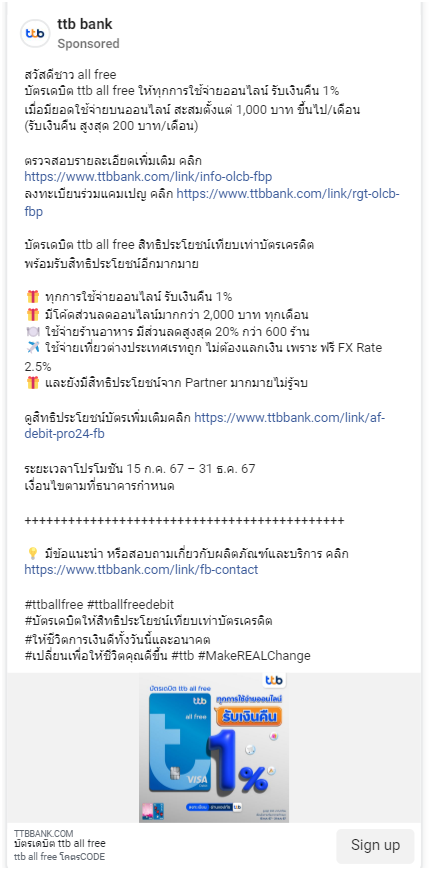 ttb bank
Sponsored
สวัสดีชาว all free
บัตรเดบิต ttb all free ให้ทุกการใช้จ่ายออนไลน์ รับเงินคืน 1%
เมื่อมียอดใช้จ่ายบนออนไลน์ สะสมตั้งแต่ 1,000 บาท ขึ้นไป/เดือน
(รับเงินคืน สูงสุด 200 บาท/เดือน)
ตรวจสอบรายละเอียดเพิ่มเติม คลิก
https://www.ttbbank.com/link/info-olcb-fbp
ลงทะเบียนร่วมแคมเปญ คลิก https://www.ttbbank.com/link/rgt-olcb-
fbp
บัตรเดบิต ttb all free สิทธิประโยชน์เทียบเท่าบัตรเครดิต
พร้อมรับสิทธิประโยชน์อีกมากมาย
🎁 ทุกการใช้จ่ายออนไลน์ รับเงินคืน 1%
🎁 มีโค้ดส่วนลดออนไลน์มากกว่า 2,000 บาท ทุกเดือน
🍽️ ใช้จ่ายร้านอาหาร มีส่วนลดสูงสุด 20% กว่า 600 ร้าน
✈️ ใช้จ่ายเที่ยวต่างประเทศเรทถูก ไม่ต้องแลกเงิน เพราะ ฟรี FX Rate
2.5%
🎁 และยังมีสิทธิประโยชน์จาก Partner มากมายไม่รู้จบ
ดูสิทธิประโยชน์บัตรเพิ่มเติมคลิก https://www.ttbbank.com/link/af-
debit-pro24-fb
ระยะเวลาโปรโมชัน 15 ก.ค. 67 – 31 ธ.ค. 67
เงื่อนไขตามที่ธนาคารกำหนด
++++++++++++++++++++++++++++++++++++++++++++
💡 มีข้อแนะนำ หรือสอบถามเกี่ยวกับผลิตภัณฑ์และบริการ คลิก
https://www.ttbbank.com/link/fb-contact
#ttballfree #ttballfreedebit
#บัตรเดบิตให้สิทธิประโยชน์เทียบเท่าบัตรเครดิต
#ให้ชีวิตการเงินดีทั้งวันนี้และอนาคต
#เปลี่ยนเพื่อให้ชีวิตคุณดีขึ้น #ttb #MakeREALChange
ttb
บัตรเดบิต ttb all free
ทุกการใช้จ่ายออนไลน์
รับเงินคืน
ttb
all free
1%
VISA
TTBBANK.COM
บัตรเดบิต ttb all free
ttb all free โคตรCODE
Sign up